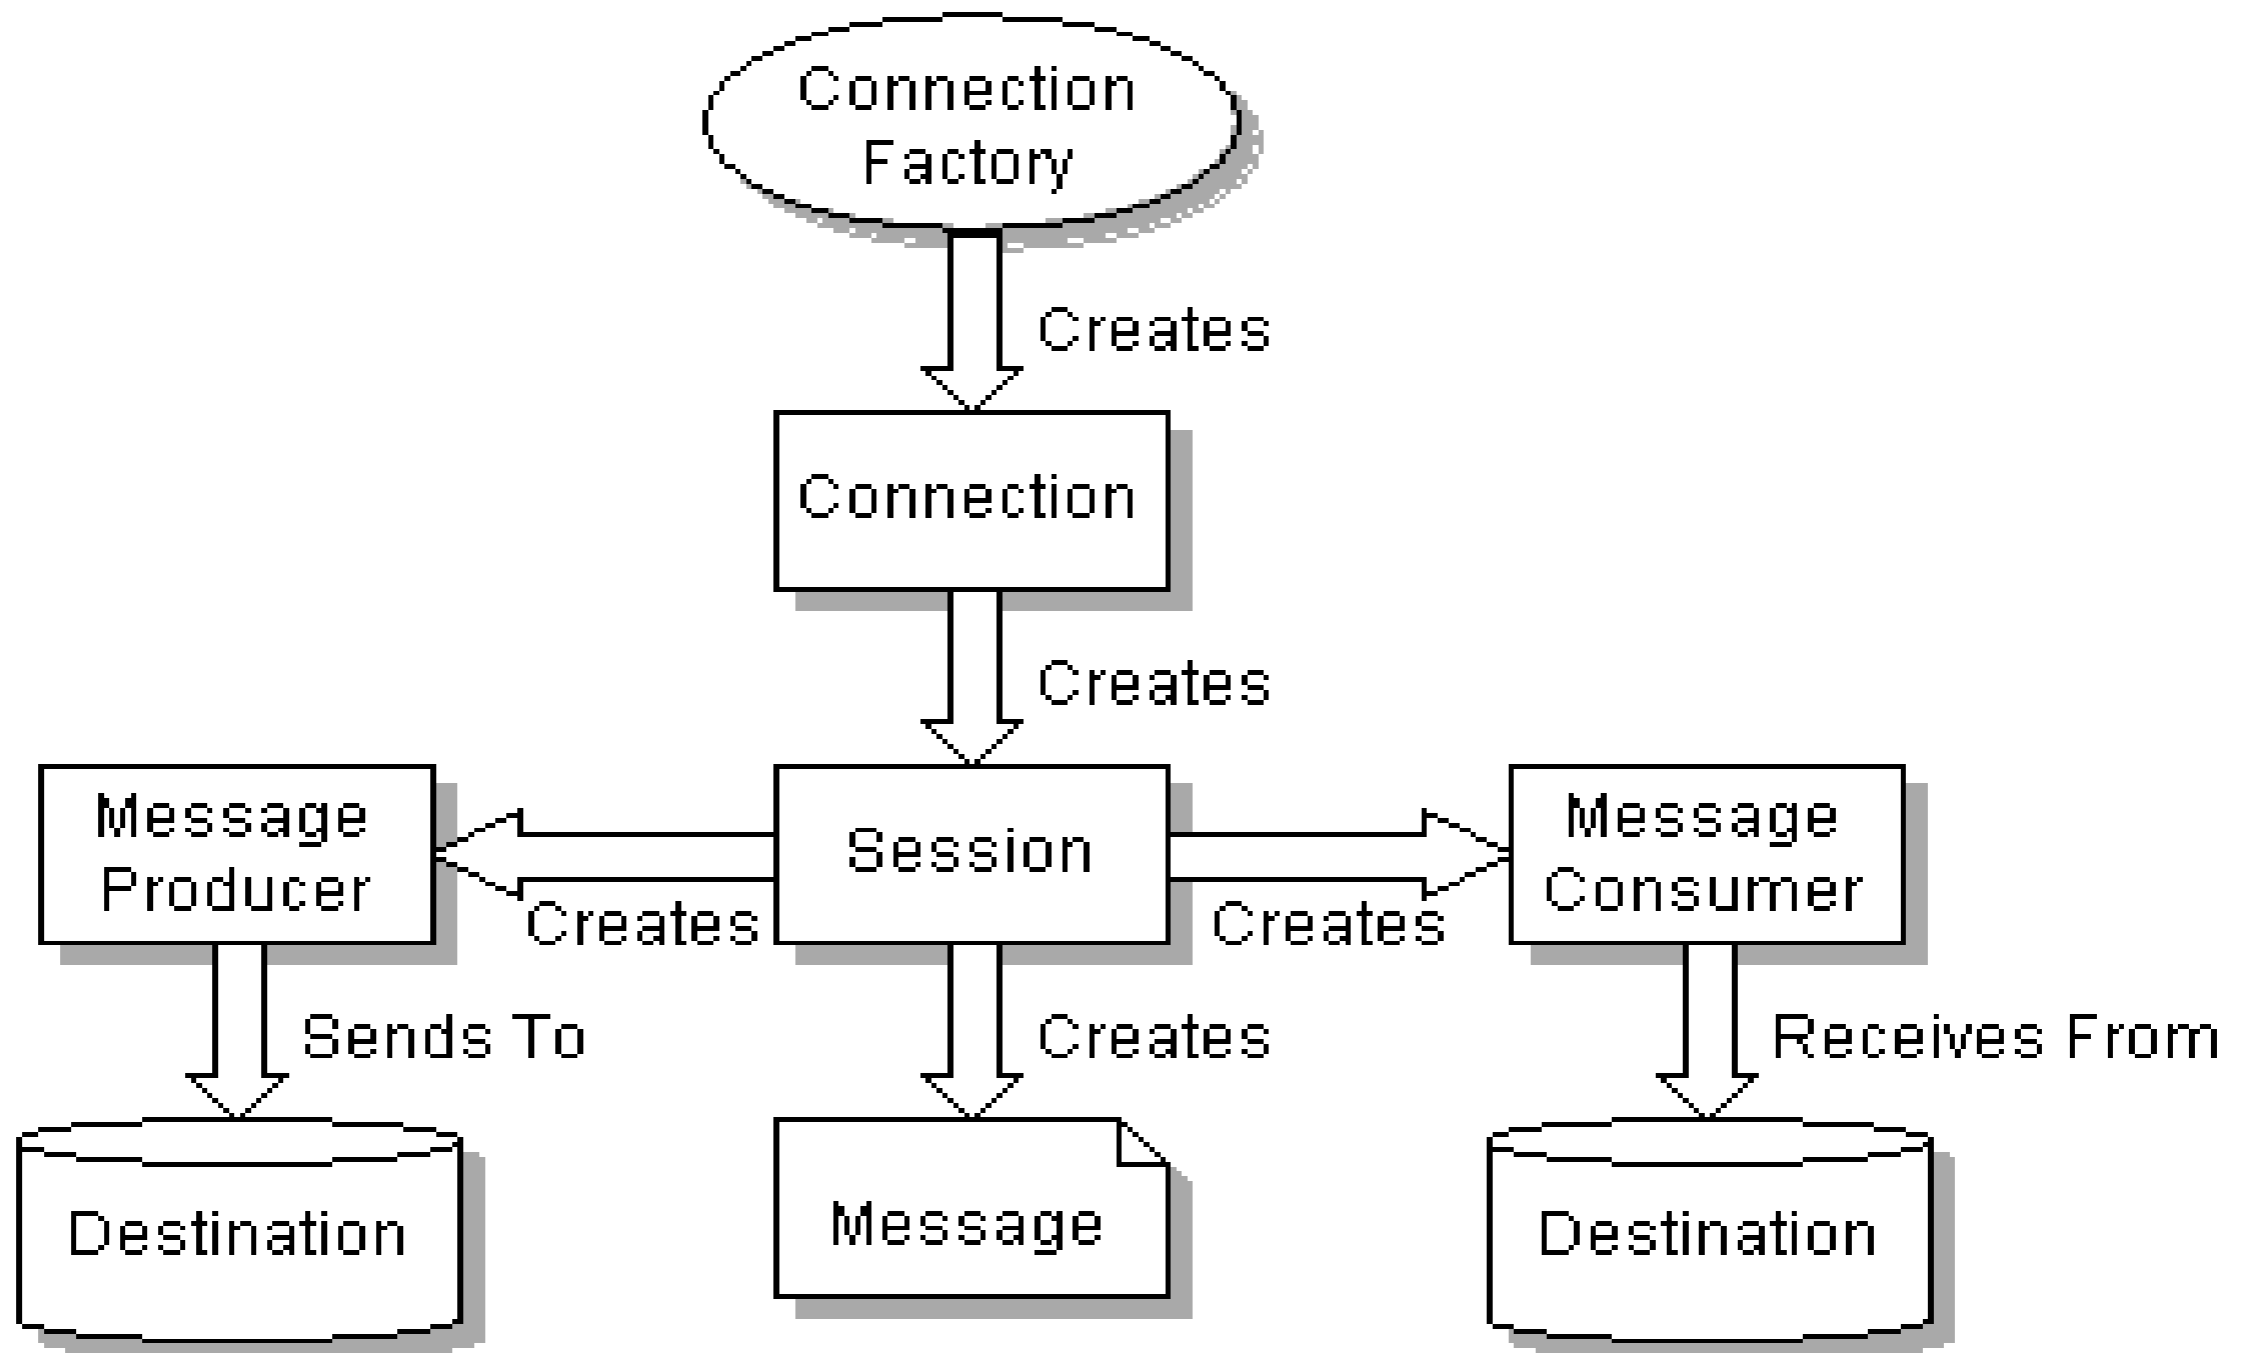 Connection
Factory
Creates
Connection
Creates
Message
Producer
Creates
Session
Creates
Message
Consumer
Sends To
Creates
Receives From
Destination
Message
Destination